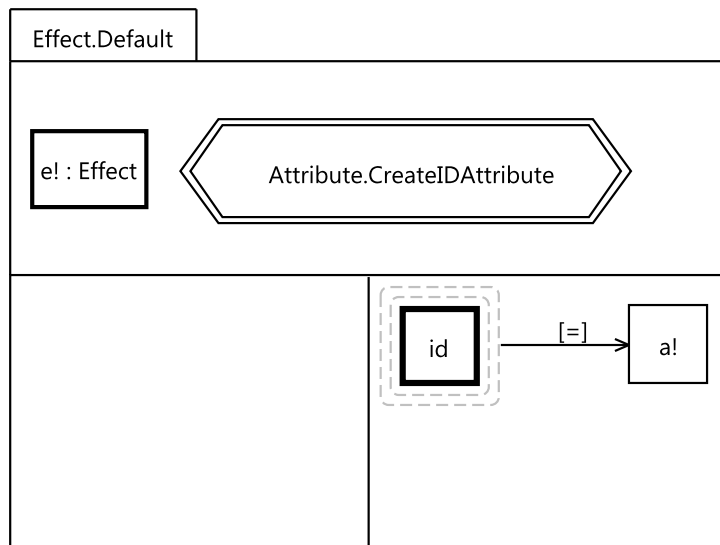 Effect.Default
e! : Effect
Attribute.CreateIDAttribute
id
[=]
a!